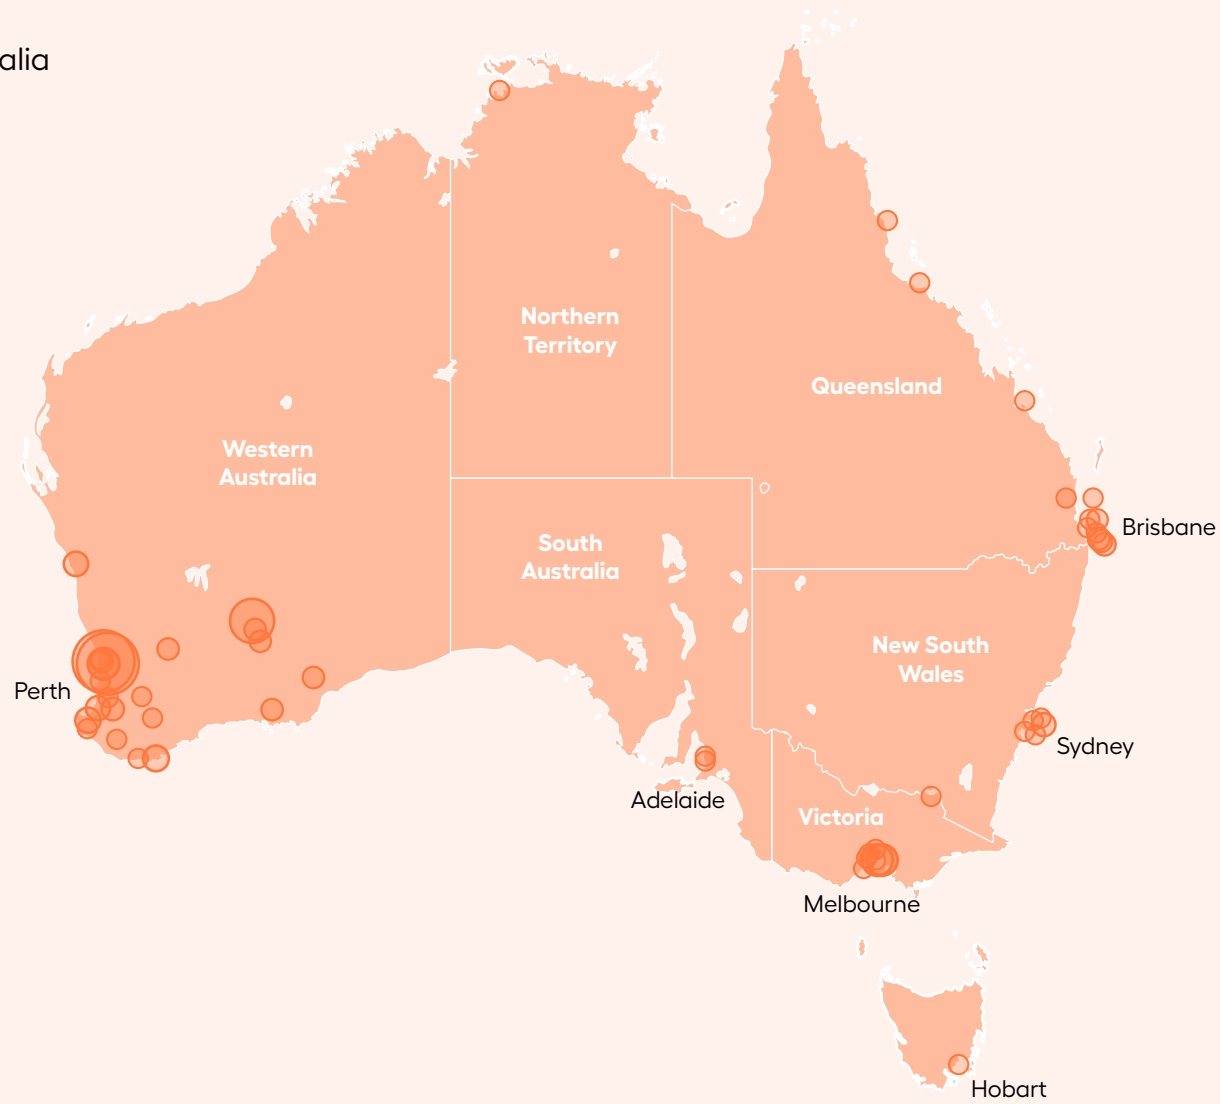 alia
Northern
Territory
Queensland
Western
Australia
Brisbane
South
Australia
New South
Wales
Perth
Sydney
Adelaide
Victoria
Melbourne
Hobart